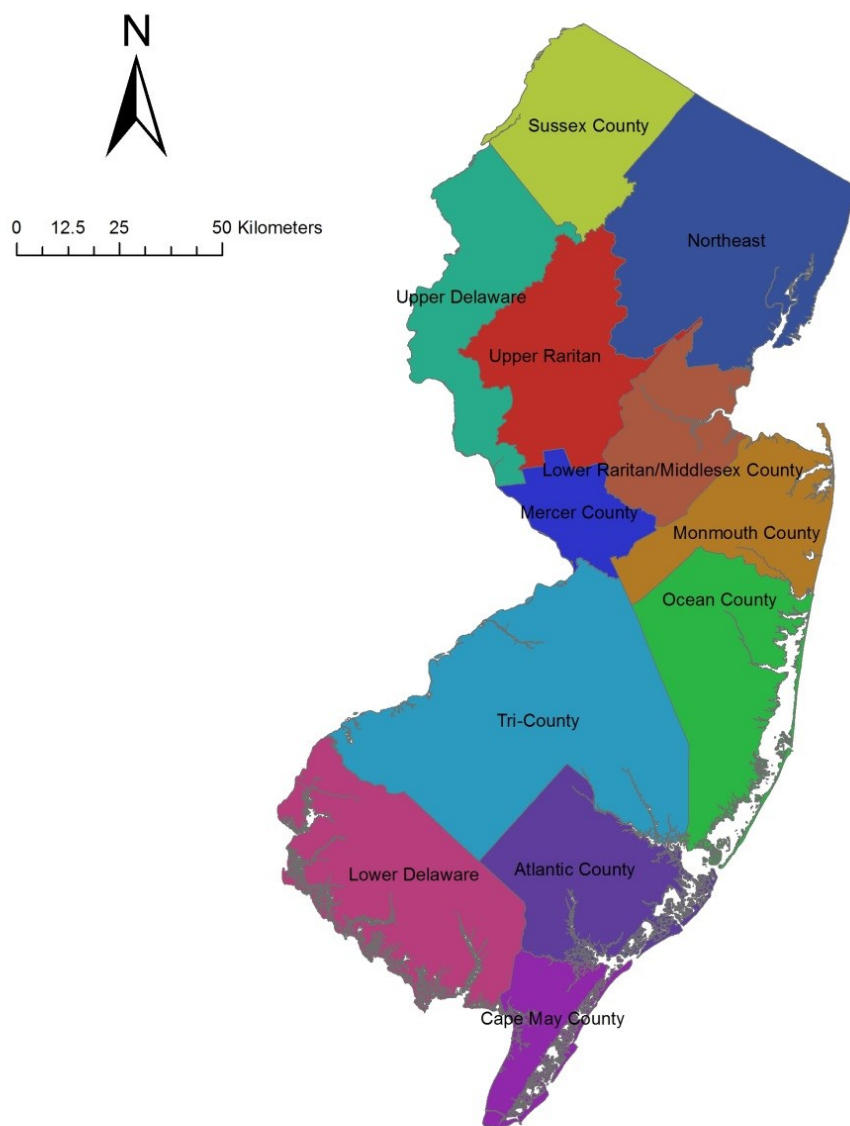 N
0 12.5 25 50 Kilometers
Sussex County
Northeast
Upper Delaware
Upper Raritan
Lower Raritan/Middlesex County
Mercer County
Monmouth County
Ocean County
Tri-County
Lower Delaware
Atlantic County
Cape May County